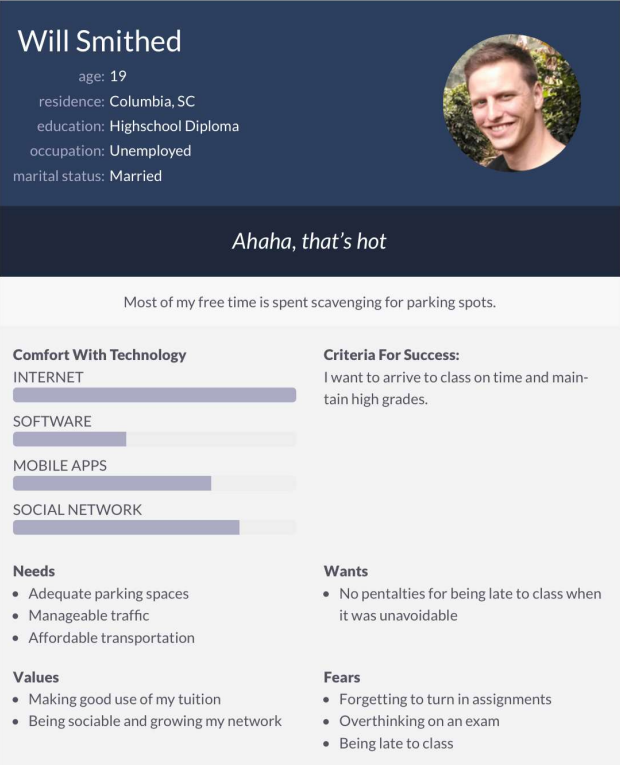 Will Smithed
age: 19
residence: Columbia, SC
education: Highschool Diploma
occupation: Unemployed
marital status: Married
Ahaha, that's hot
Most of my free time is spent scavenging for parking spots.
Comfort With Technology
INTERNET
SOFTWARE
MOBILE APPS
SOCIAL NETWORK
Criteria For Success:
I want to arrive to class on time and main-
tain high grades.
Needs
• Adequate parking spaces
• Manageable traffic
• Affordable transportation
Wants
• No pentalties for being late to class when
it was unavoidable
Values
• Making good use of my tuition
• Being sociable and growing my network
Fears
• Forgetting to turn in assignments
• Overthinking on an exam
• Being late to class